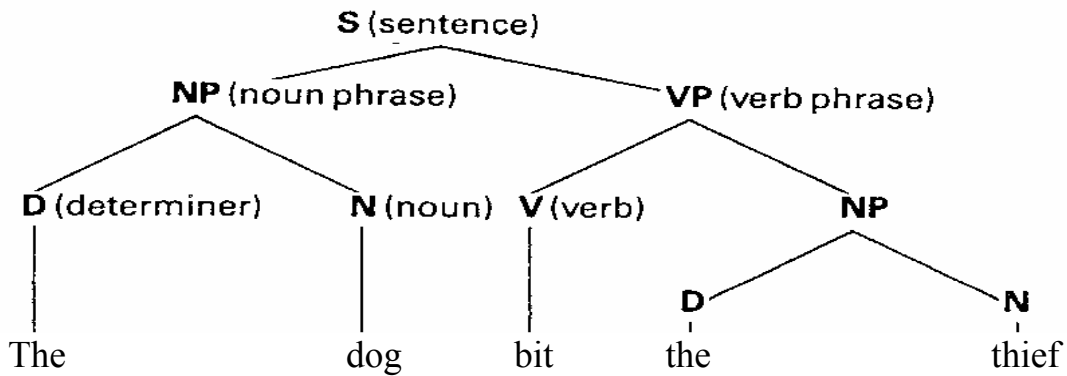 S (sentence)
NP (noun phrase) VP (verb phrase)
D (determiner) N (noun) V (verb) NP
D N
The dog bit the thief